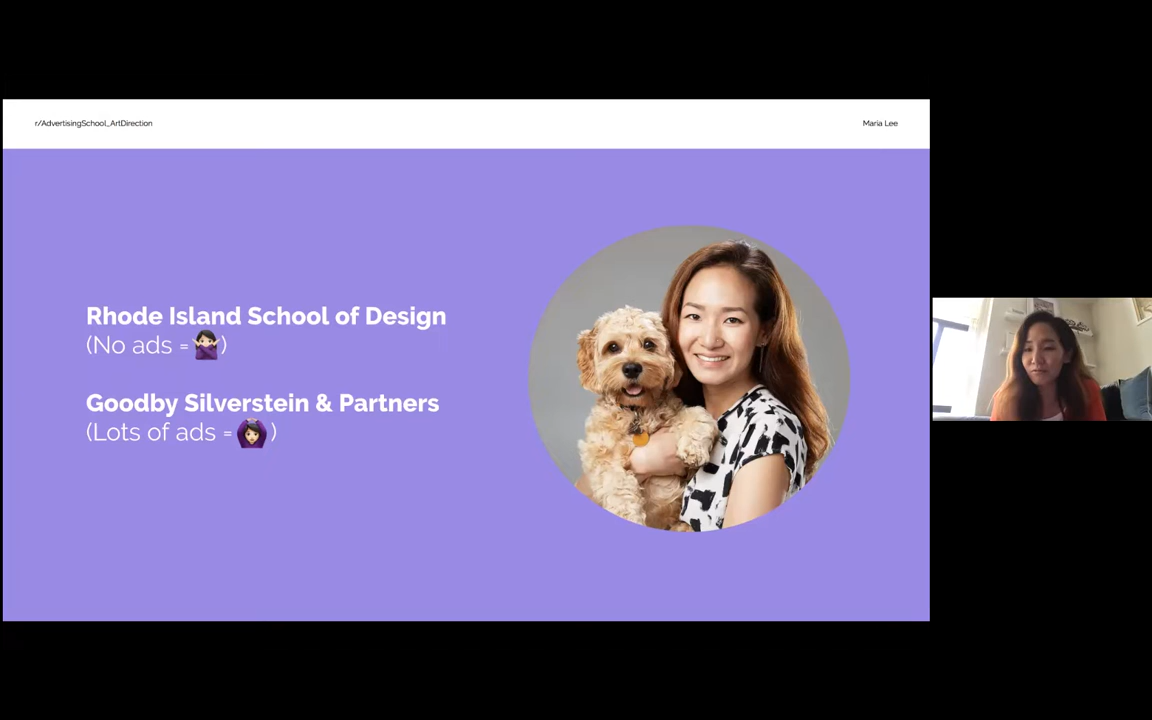 r/AdvertisingSchool_ArtDirection
Maria Lee
Rhode Island School of Design
(No ads = 🙅🏻‍♀️)
Goodby Silverstein & Partners
(Lots of ads = 🙆🏻‍♀️)